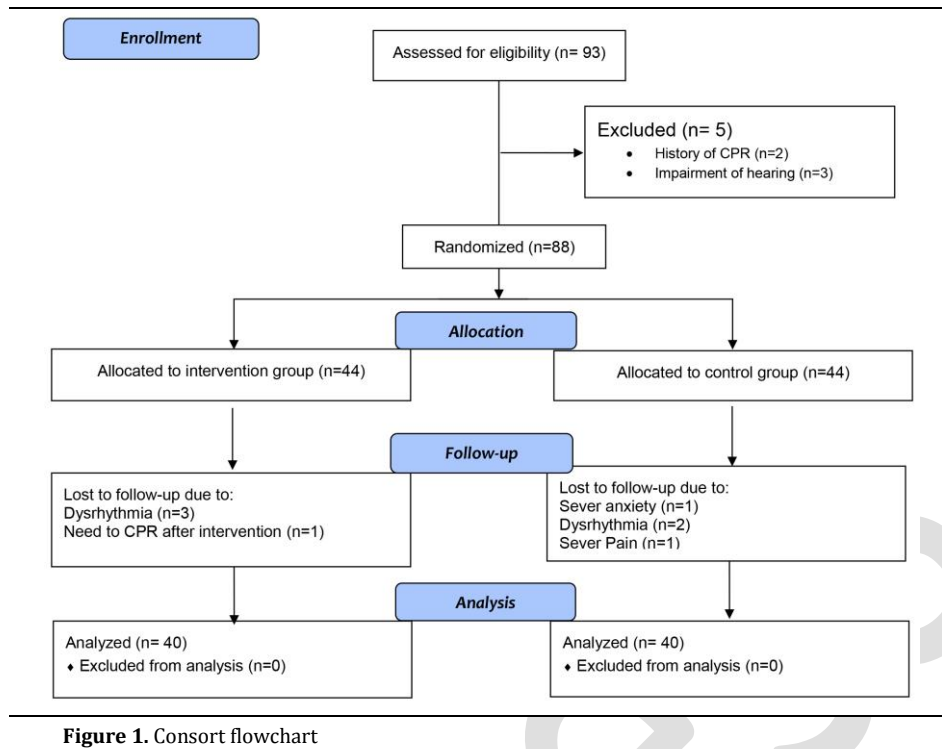 Enrollment
Assessed for eligibility (n= 93)
Excluded (n= 5)
• History of CPR (n=2)
• Impairment of hearing (n=3)
Randomized (n=88)
Allocation
Allocated to intervention group (n=44)
Allocated to control group (n=44)
Follow-up
Lost to follow-up due to:
Dysrhythmia (n=3)
Need to CPR after intervention (n=1)
Lost to follow-up due to:
Sever anxiety (n=1)
Dysrhythmia (n=2)
Sever Pain (n=1)
Analysis
Analyzed (n= 40)
♦ Excluded from analysis (n=0)
Analyzed (n= 40)
♦ Excluded from analysis (n=0)
Figure 1. Consort flowchart